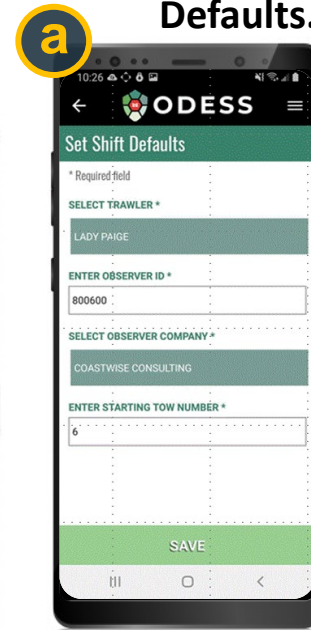 Defaults.
a
10:26
ODESS
Set Shift Defaults
* Required field
SELECT TRAWLER *
LADY PAIGE
ENTER OBSERVER ID *
800600
SELECT OBSERVER COMPANY *
COASTWISE CONSULTING
ENTER STARTING TOW NUMBER *
6
SAVE